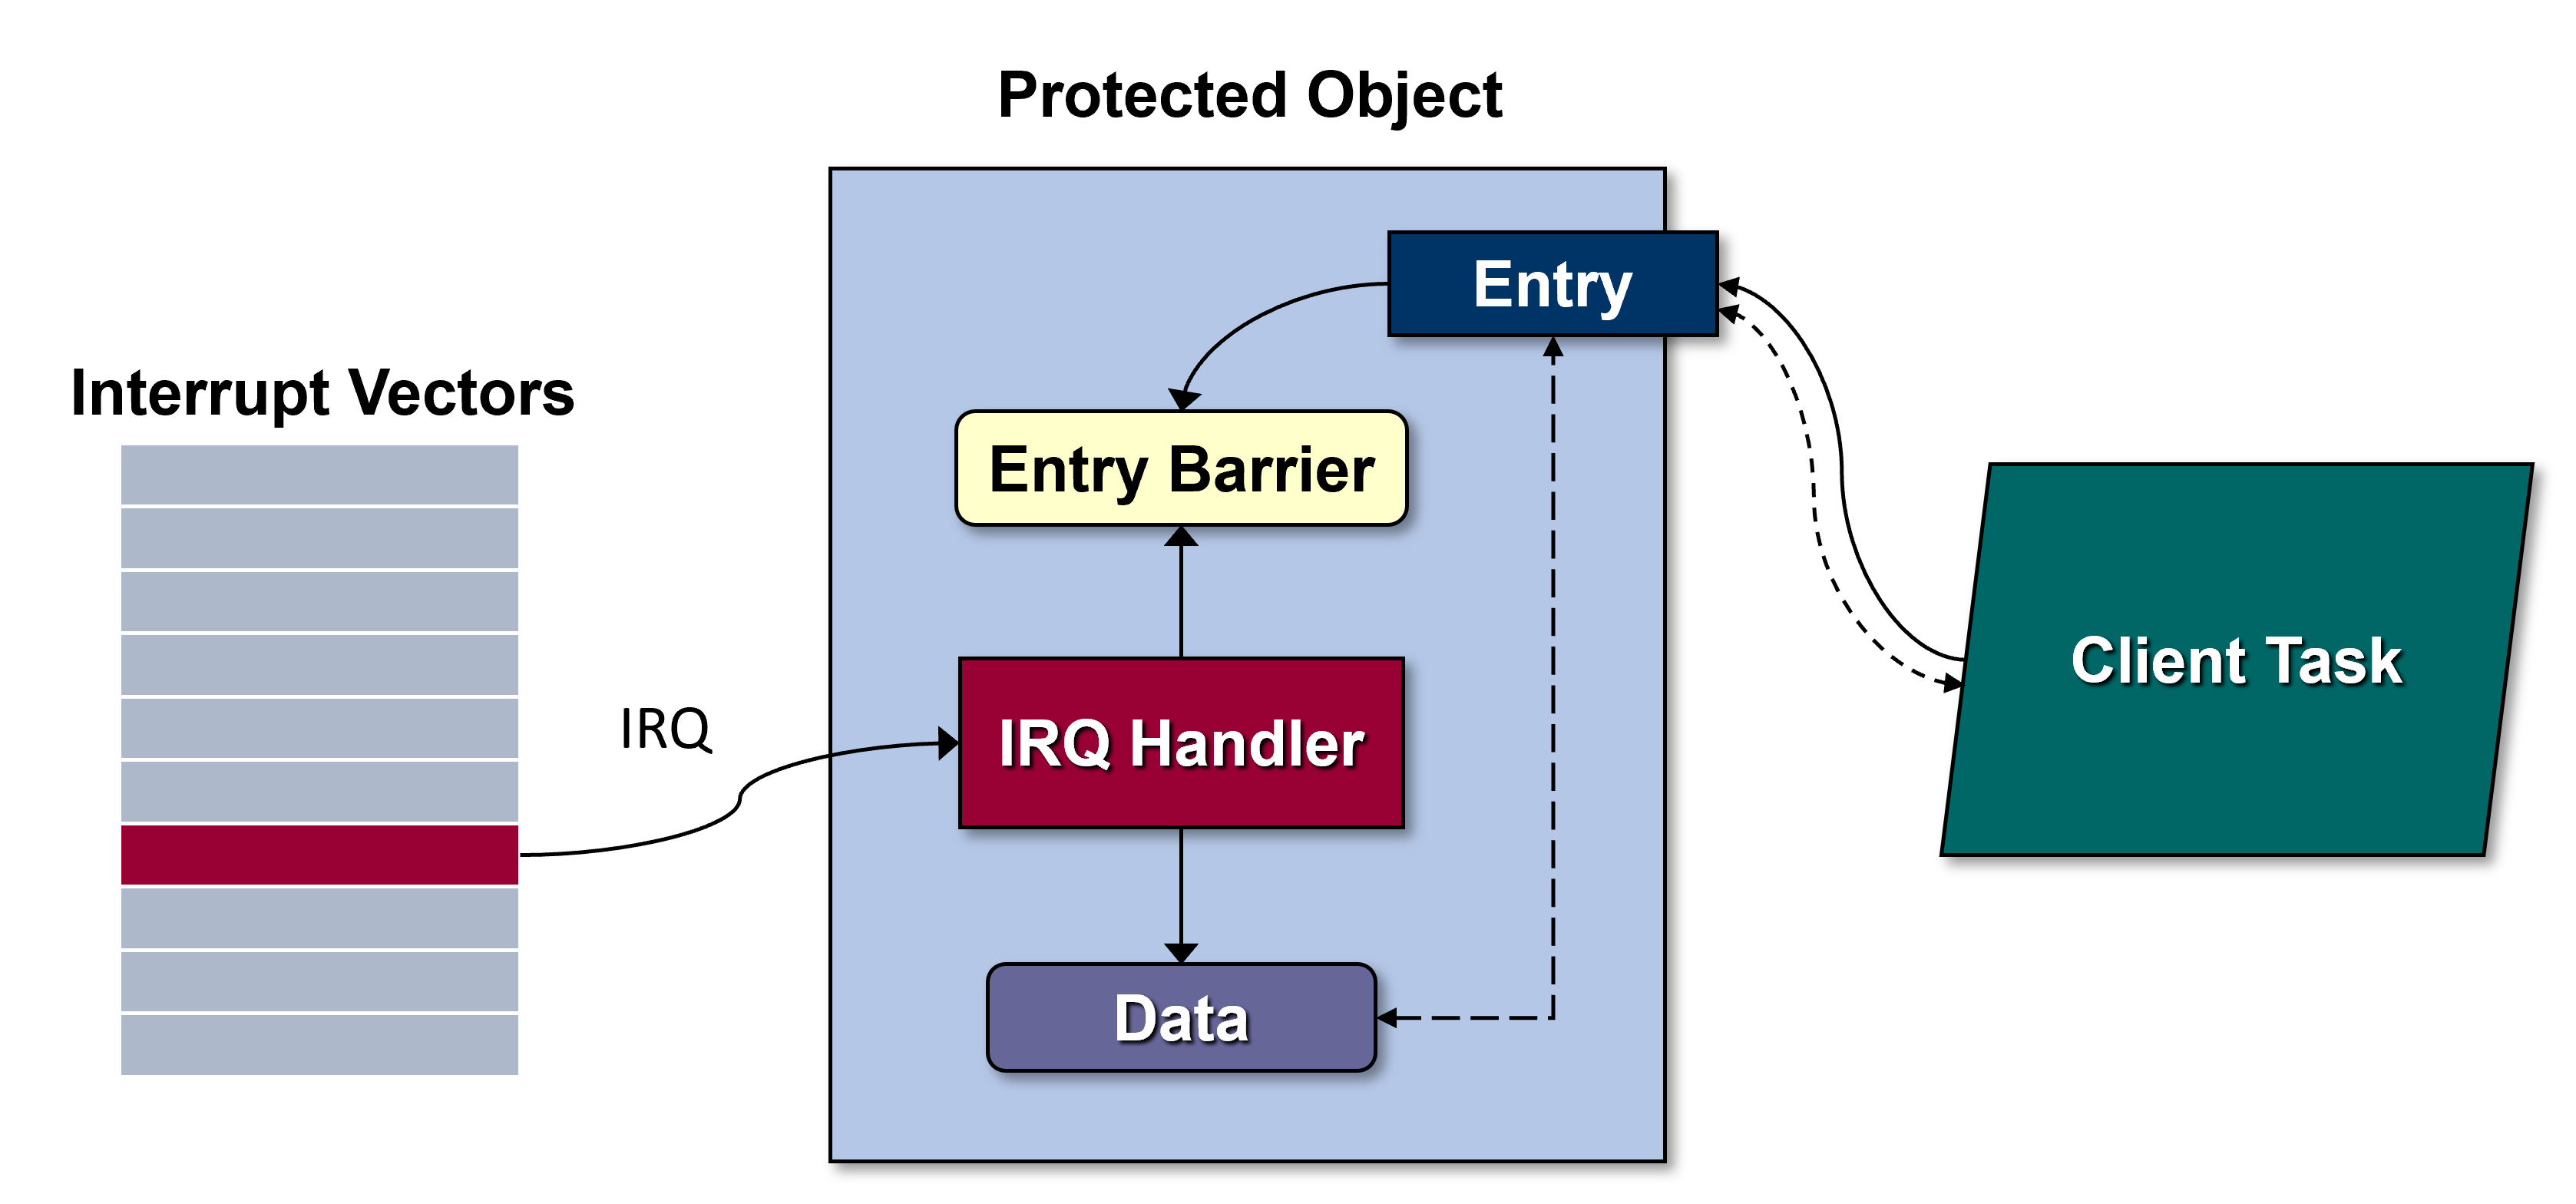 Protected Object
Entry
Interrupt Vectors
Entry Barrier
Client Task
IRQ
IRQ Handler
Data